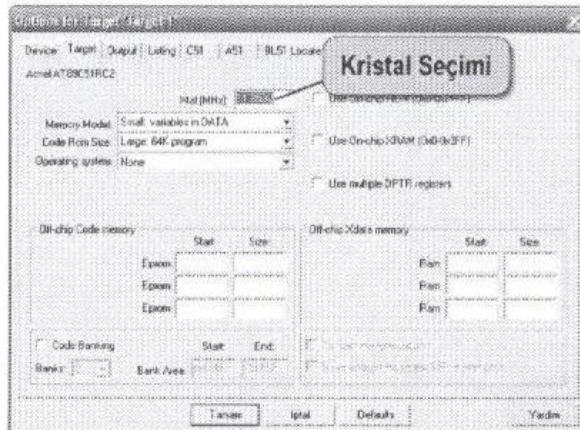 Options for Target 'Target 1'
Device Target Output Listing C51 A51 BL51 Locate
Atmel AT89C51RC2
Kristal Seçimi
Xtal (MHz):
Memory Model: Small: variables in DATA
Code Rom Size: Large: 64K program
Use On-chip XRAM (0x0-0x3FF)
Operating system: None
Use multiple DPTR registers
Off-chip Code memory
Off-chip Xdata memory
Start: Size:
Start: Size:
Eprom
Ram
Eprom
Ram
Eprom
Ram
Code Banking Start: End:
Banks: Bank Area:
Tamam İptal Defaults Yardım